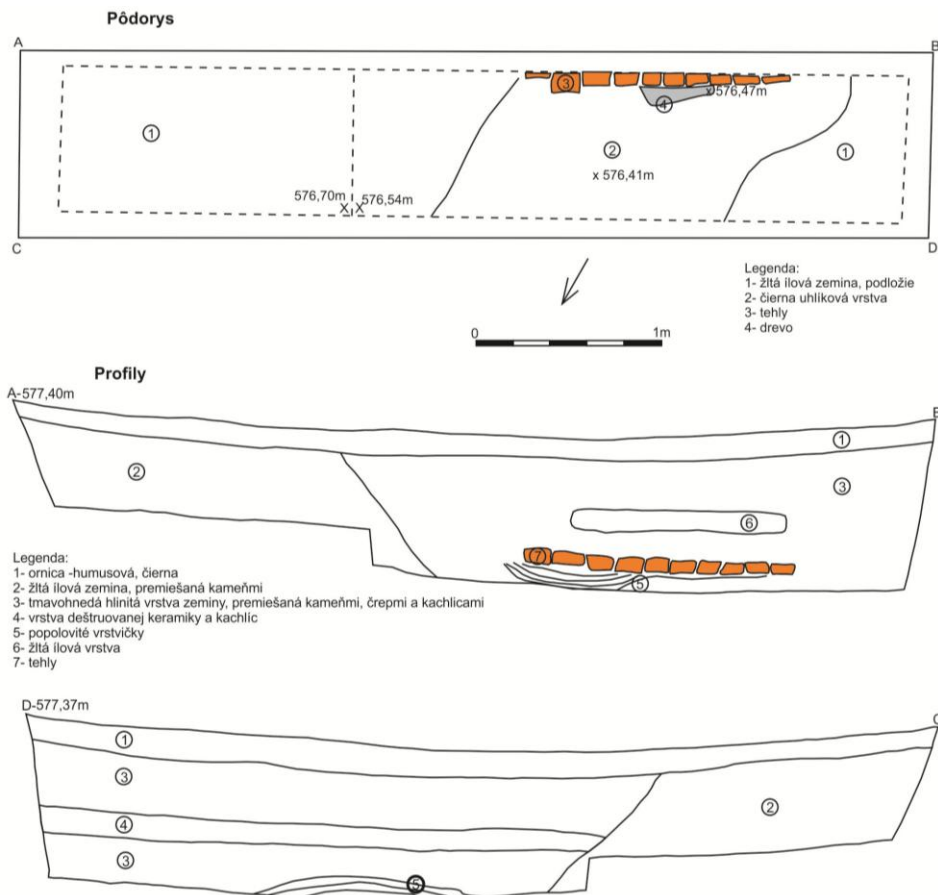 Pôdorys
A
B
①
③
x 576,47m
④
②
①
x 576,41m
576,70m
576,54m
X X
C
D
Legenda:
1- žltá ílová zemina, podložie
2- čierna uhlíková vrstva
3- tehly
4- drevo
0 1m
Profily
A-577,40m
B
①
②
③
⑥
⑦
⑤
Legenda:
1- ornica -humusová, čierna
2- žltá ílová zemina, premiešaná kameňmi
3- tmavohnedá hlinitá vrstva zeminy, premiešaná kameňmi, črepmi a kachlicami
4- vrstva deštruovanej keramiky a kachlíc
5- popolovité vrstvičky
6- žltá ílová vrstva
7- tehly
D-577,37m
C
①
③
②
④
③
⑤